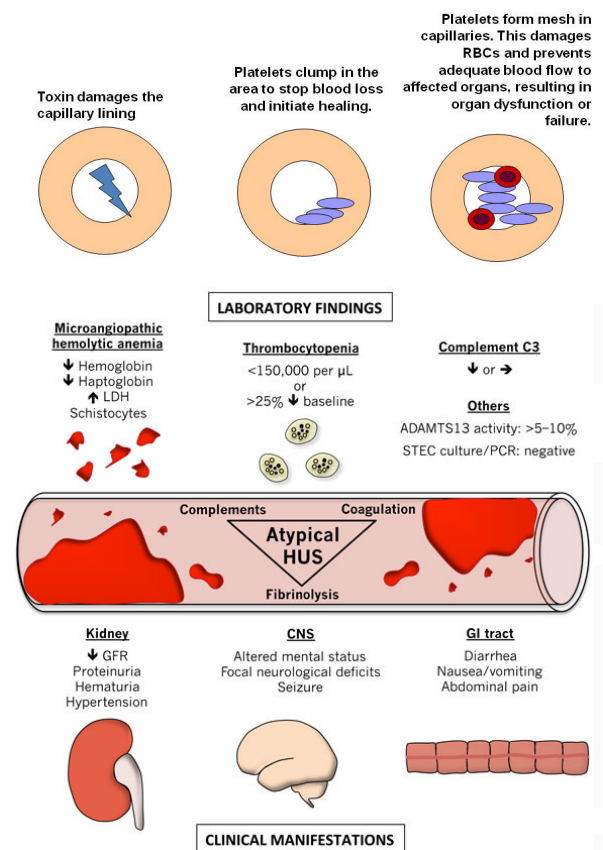 Toxin damages the
capillary lining
Platelets clump in the
area to stop blood loss
and initiate healing.
Platelets form mesh in
capillaries. This damages
RBCs and prevents
adequate blood flow to
affected organs, resulting in
organ dysfunction or
failure.
LABORATORY FINDINGS
Microangiopathic
hemolytic anemia
↓ Hemoglobin
↓ Haptoglobin
↑ LDH
Schistocytes
Thrombocytopenia
<150,000 per µL
or
>25% ↓ baseline
Complement C3
↓ or →
Others
ADAMTS13 activity: >5–10%
STEC culture/PCR: negative
Complements
Coagulation
Atypical
HUS
Fibrinolysis
Kidney
↓ GFR
Proteinuria
Hematuria
Hypertension
CNS
Altered mental status
Focal neurological deficits
Seizure
GI tract
Diarrhea
Nausea/vomiting
Abdominal pain
CLINICAL MANIFESTATIONS